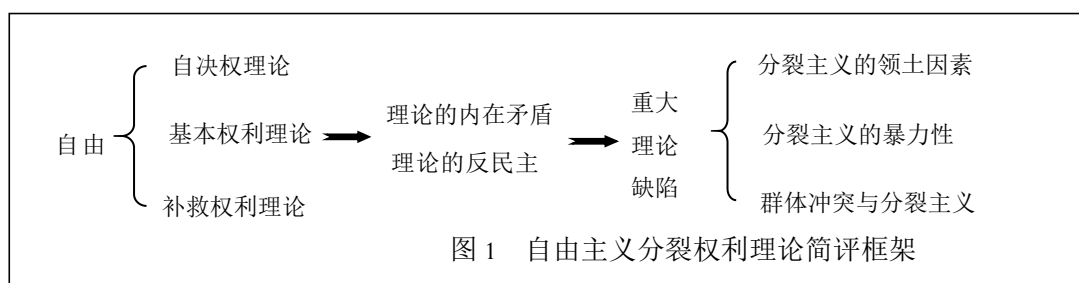 自由
自决权理论
基本权利理论
补救权利理论
理论的内在矛盾
理论的反民主
重大
理论
缺陷
分裂主义的领土因素
分裂主义的暴力性
群体冲突与分裂主义
图 1 自由主义分裂权利理论简评框架